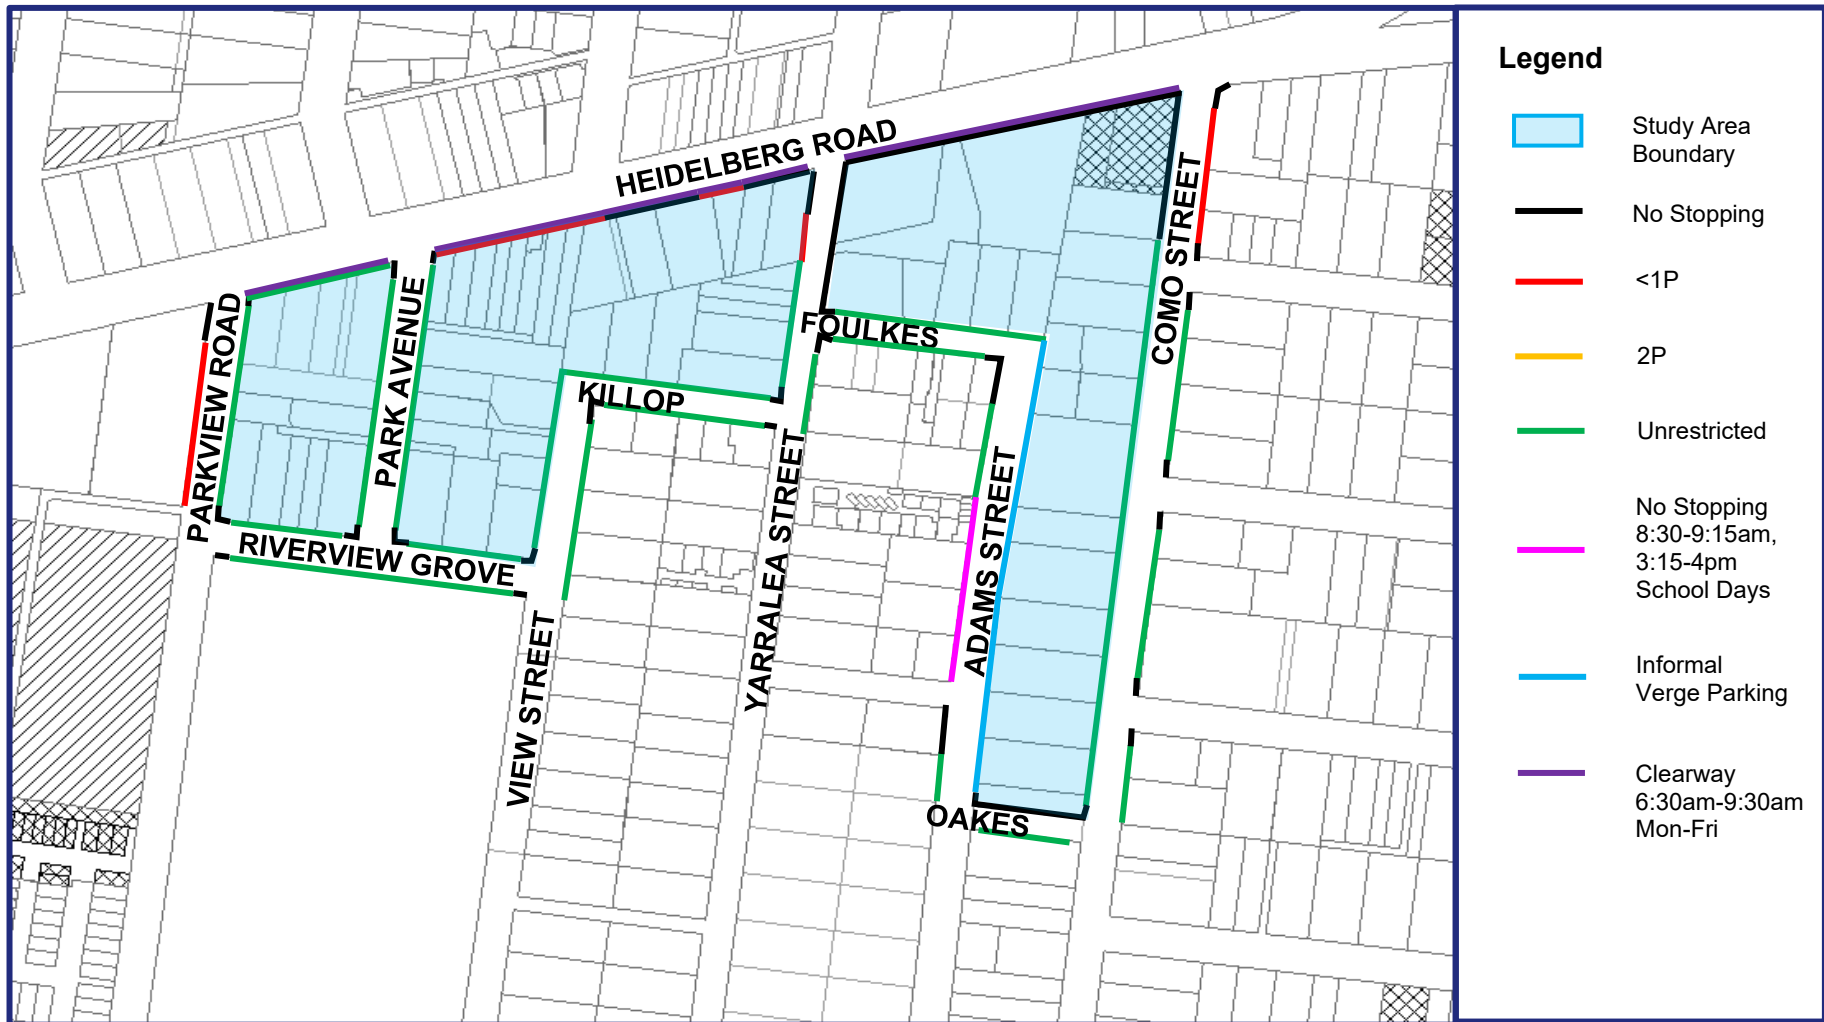 HEIDELBERG ROAD
PARKVIEW ROAD
PARK AVENUE
COMO STREET
FOULKES
KILLOP
RIVERVIEW GROVE
YARRALEA STREET
ADAMS STREET
VIEW STREET
OAKES
Legend
Study Area
Boundary
No Stopping
<1P
2P
Unrestricted
No Stopping
8:30-9:15am,
3:15-4pm
School Days
Informal
Verge Parking
Clearway
6:30am-9:30am
Mon-Fri